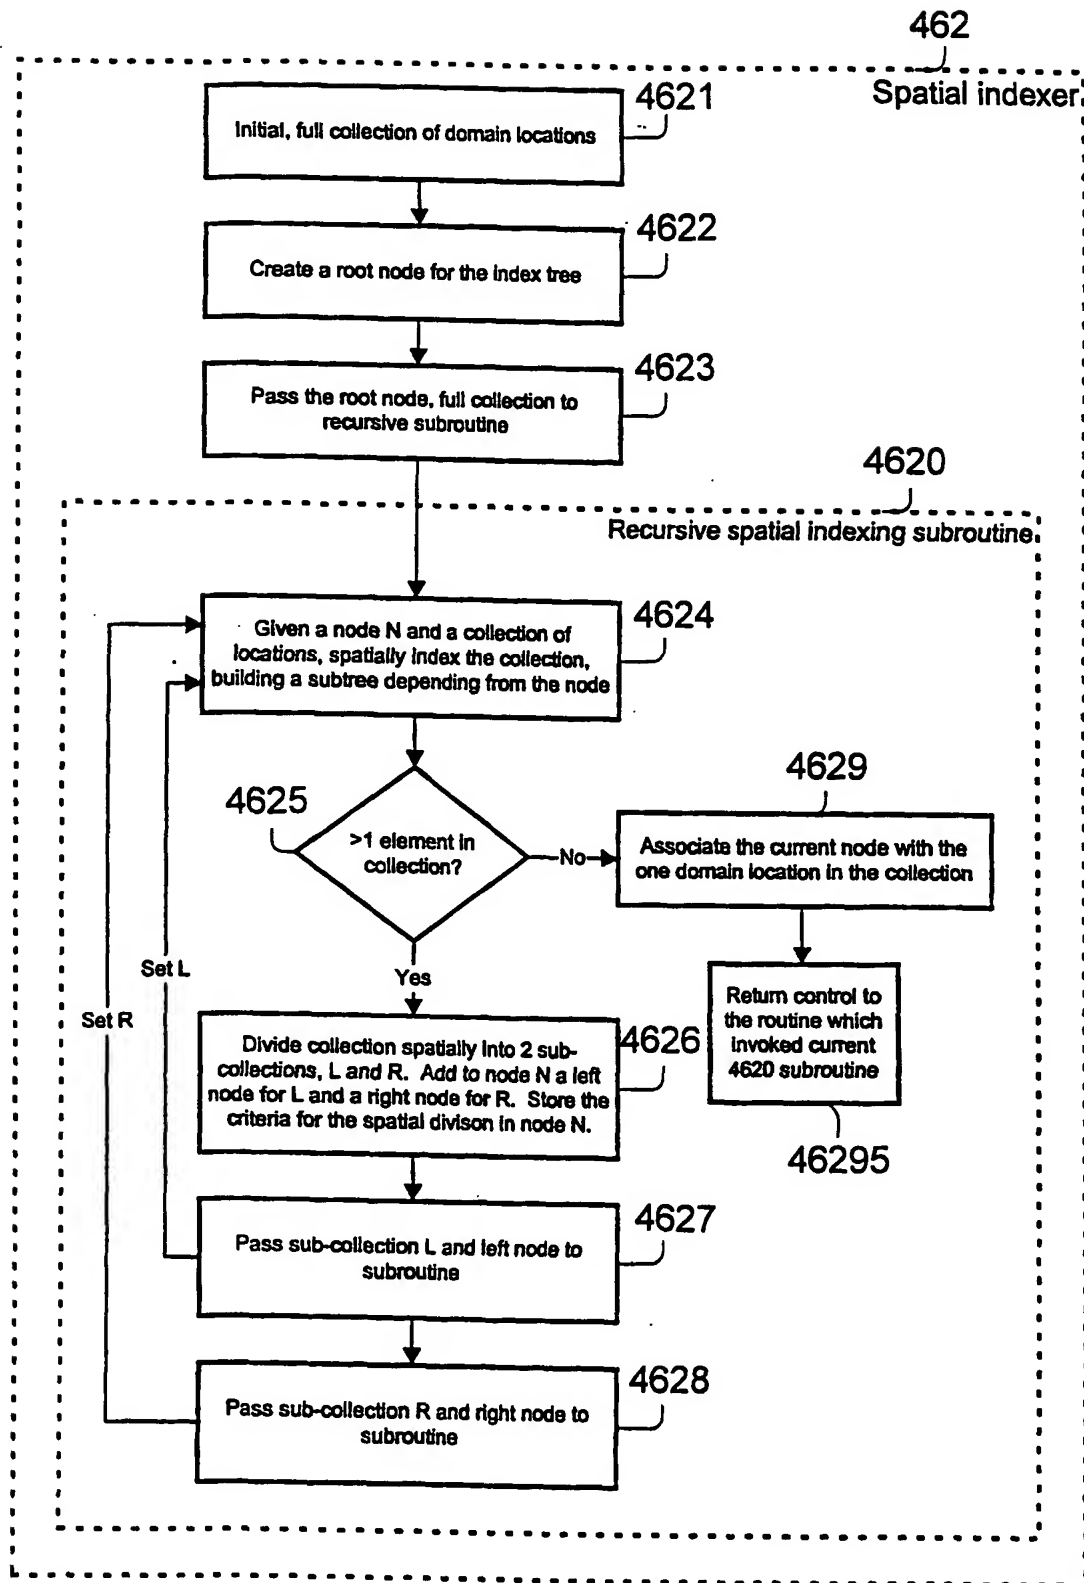 462
Spatial indexer
4621
Initial, full collection of domain locations
4622
Create a root node for the index tree
4623
Pass the root node, full collection to
recursive subroutine
4620
Recursive spatial indexing subroutine
4624
Given a node N and a collection of
locations, spatially index the collection,
building a subtree depending from the node
4625
>1 element in
collection?
No
4629
Associate the current node with the
one domain location in the collection
Yes
Set L
Set R
Return control to
the routine which
invoked current
4620 subroutine
46295
4626
Divide collection spatially into 2 sub-
collections, L and R. Add to node N a left
node for L and a right node for R. Store the
criteria for the spatial divison in node N.
4627
Pass sub-collection L and left node to
subroutine
4628
Pass sub-collection R and right node to
subroutine